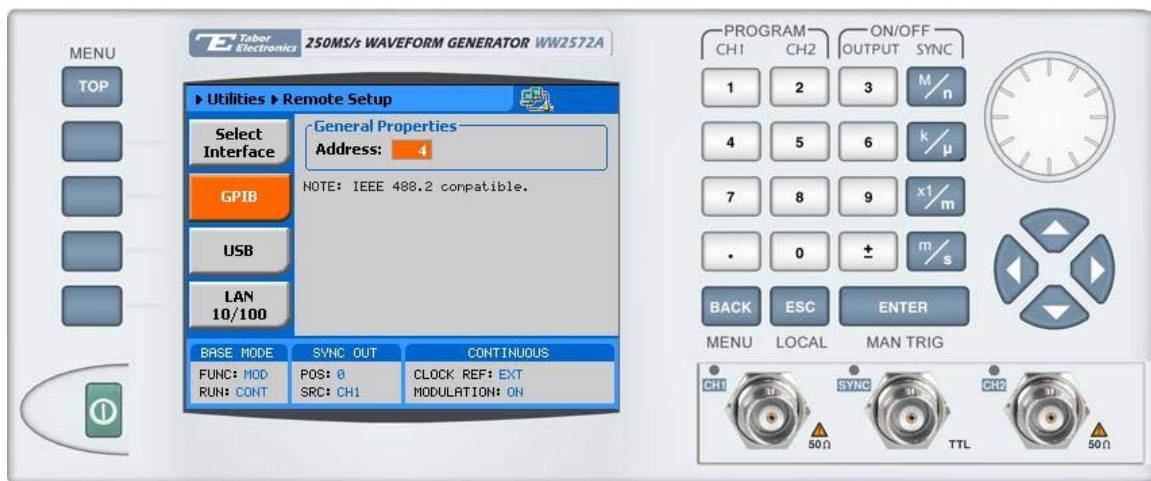 MENU
TOP
TE Tabor Electronics 250MS/s WAVEFORM GENERATOR WW2572A
Utilities Remote Setup
Select Interface
GPIB
USB
LAN 10/100
General Properties
Address: 4
NOTE: IEEE 488.2 compatible.
BASE MODE
FUNC: MOD
RUN: CONT
SYNC OUT
POS: 0
SRC: CH1
CONTINUOUS
CLOCK REF: EXT
MODULATION: ON
PROGRAM
CH1 CH2
ON/OFF
OUTPUT SYNC
1 2 3 M/n
4 5 6 k/µ
7 8 9 x1/m
. 0 ± m/s
BACK ESC ENTER
MENU LOCAL MAN TRIG
CH1 SYNC CH2
50Ω TTL 50Ω